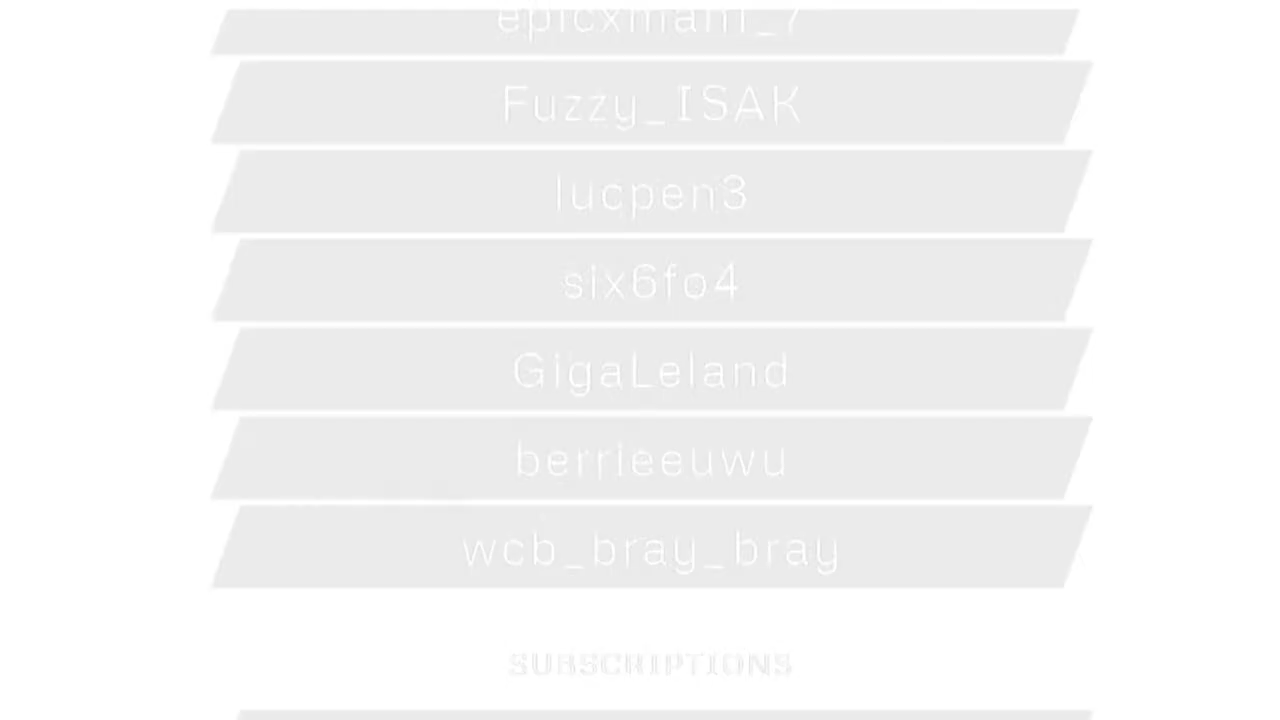 Fuzzy_ISAK
lucpen3
six6fo4
GigaLeland
berrieeuwu
wcb_bray_bray
SUBSCRIPTIONS